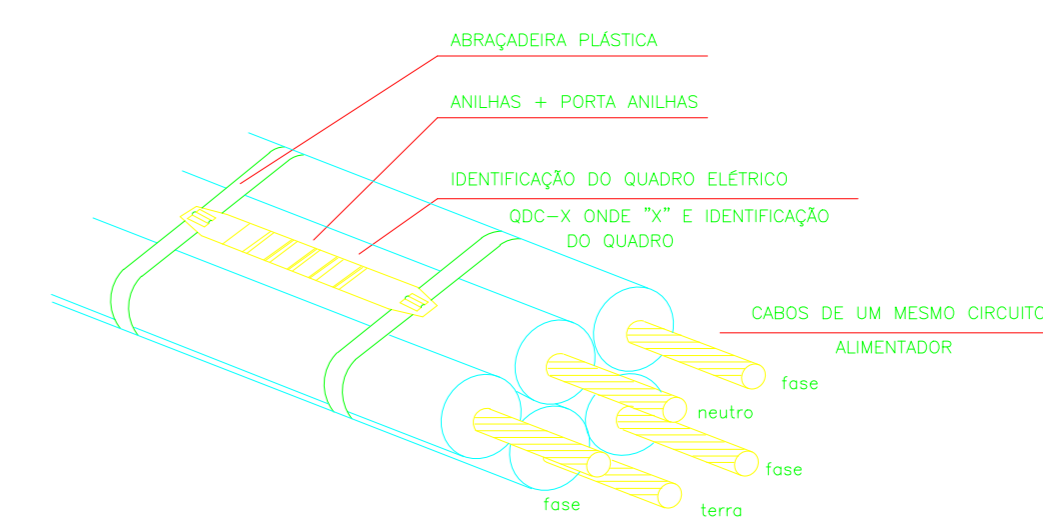 ABRAÇADEIRA PLÁSTICA
ANILHAS + PORTA ANILHAS
IDENTIFICAÇÃO DO QUADRO ELÉTRICO
QDC-X ONDE "X" E IDENTIFICAÇÃO
DO QUADRO
CABOS DE UM MESMO CIRCUITO
ALIMENTADOR
fase
neutro
fase
fase
terra